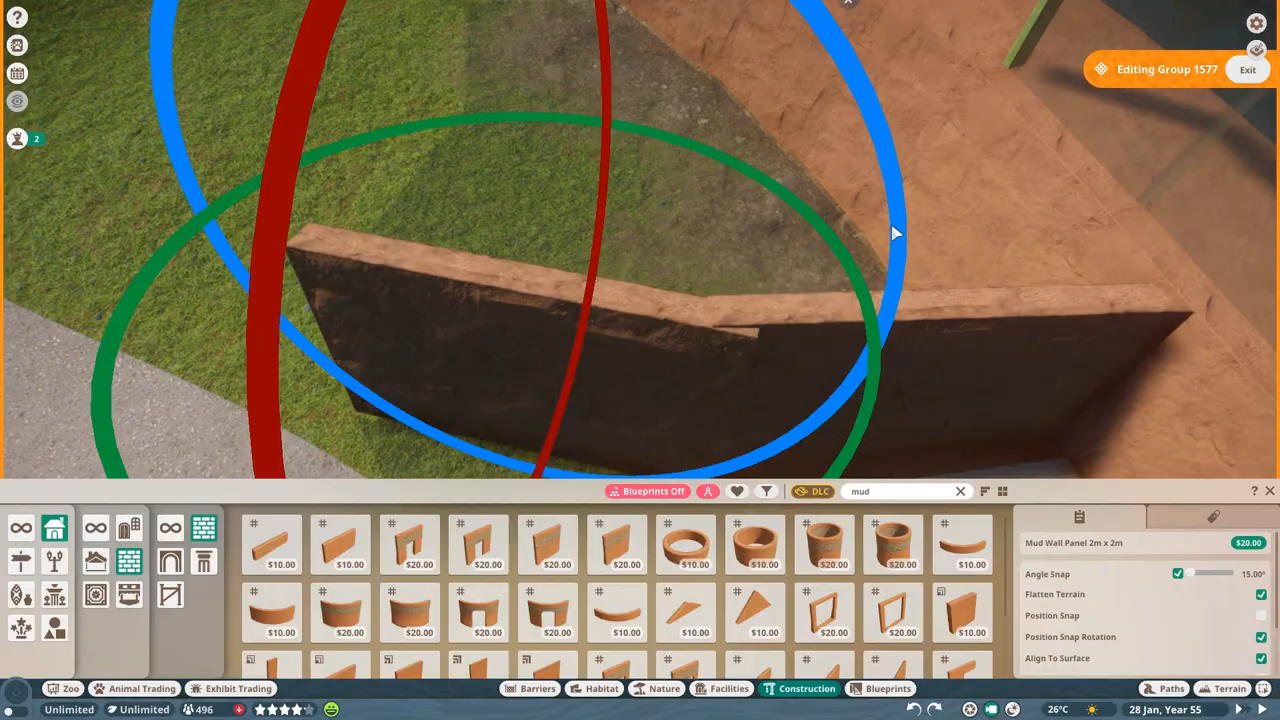 ?
Editing Group 1577
Exit
2
Blueprints Off
DLC
mud
?
$10.00
$10.00
$20.00
$20.00
$20.00
$20.00
$10.00
$10.00
$20.00
$20.00
$10.00
$10.00
$20.00
$20.00
$20.00
$20.00
$10.00
$10.00
$10.00
$20.00
$20.00
$10.00
Mud Wall Panel 2m x 2m
$20.00
Angle Snap
15.00°
Flatten Terrain
Position Snap
Position Snap Rotation
Align To Surface
Zoo
Animal Trading
Exhibit Trading
Barriers
Habitat
Nature
Facilities
Construction
Blueprints
Paths
Terrain
Unlimited
Unlimited
496
26°C
28 Jan, Year 55